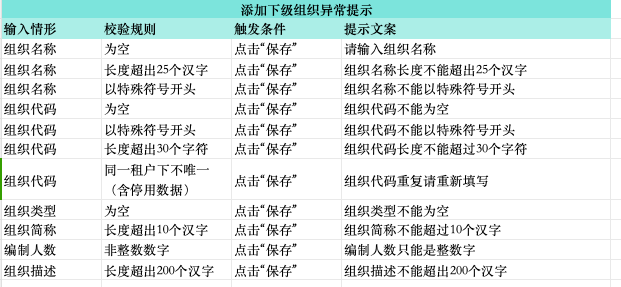 添加下级组织异常提示
输入情形 校验规则 触发条件 提示文案
组织名称 为空 点击“保存” 请输入组织名称
组织名称 长度超出25个汉字 点击“保存” 组织名称长度不能超出25个汉字
组织名称 以特殊符号开头 点击“保存” 组织名称不能以特殊符号开头
组织代码 为空 点击“保存” 组织代码不能为空
组织代码 以特殊符号开头 点击“保存” 组织代码不能以特殊符号开头
组织代码 长度超出30个字符 点击“保存” 组织代码长度不能超过30个字符
组织代码 同一租户下不唯一 点击“保存” 组织代码重复请重新填写
（含停用数据）
组织类型 为空 点击“保存” 组织类型不能为空
组织简称 长度超出10个汉字 点击“保存” 组织简称不能超过10个汉字
编制人数 非整数数字 点击“保存” 编制人数只能是整数字
组织描述 长度超出200个汉字 点击“保存” 组织描述不能超出200个汉字